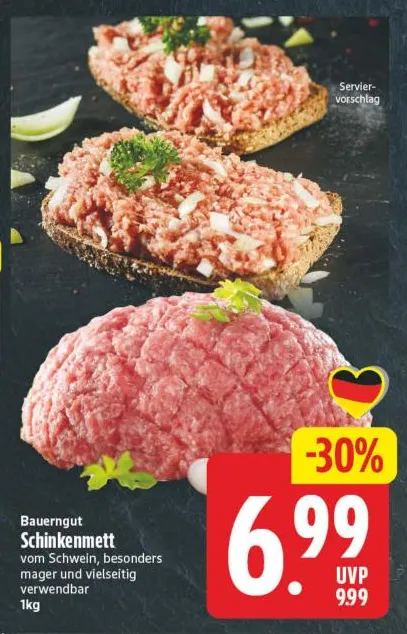 Servier-
vorschlag
-30%
Bauerngut
Schinkenmett
vom Schwein, besonders
mager und vielseitig
verwendbar
1kg
6.99
UVP
9.99